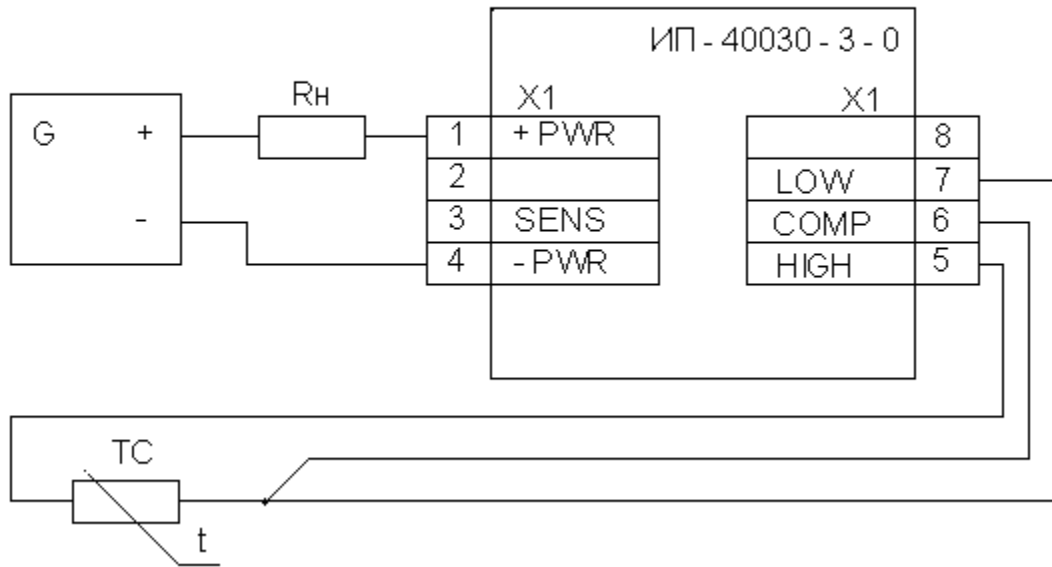 ИП - 40030 - 3 - 0
Rн
X1
X1
G
+
1
+ PWR
8
2
LOW
7
-
3
SENS
COMP
6
4
- PWR
HIGH
5
TC
t